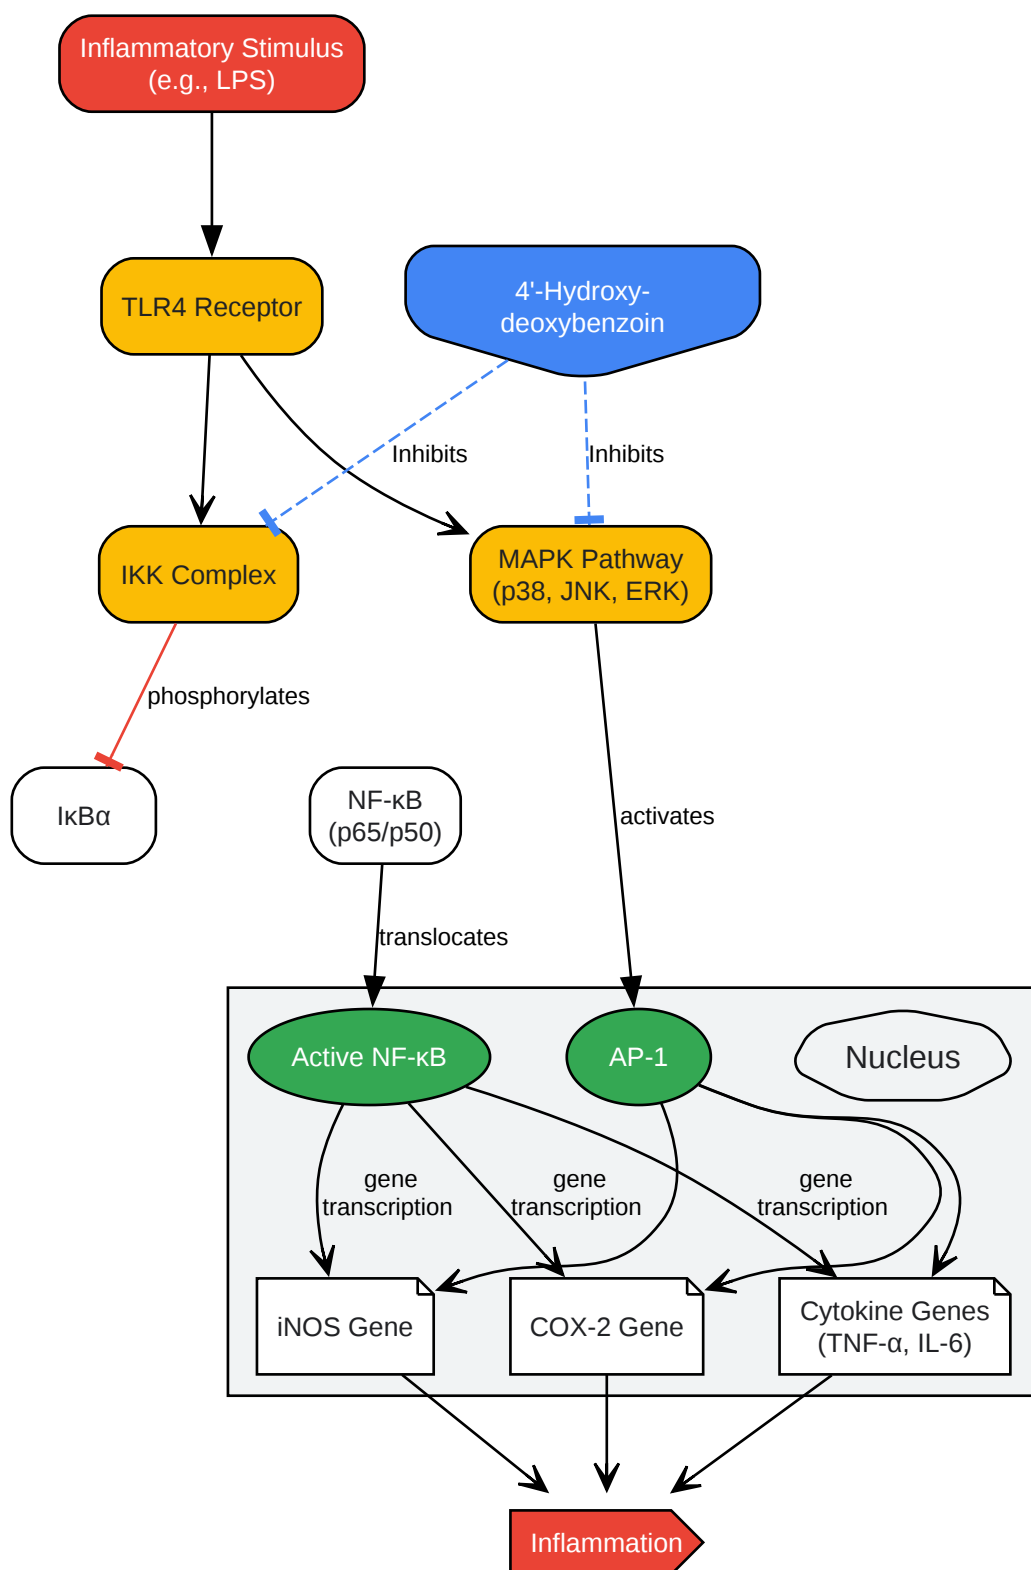 Inflammatory Stimulus
(e.g., LPS)
TLR4 Receptor
4'-Hydroxy-
deoxybenzoin
Inhibits
Inhibits
IKK Complex
MAPK Pathway
(p38, JNK, ERK)
phosphorylates
IκBα
NF-κB
(p65/p50)
activates
translocates
Active NF-κB
AP-1
Nucleus
gene
transcription
gene
transcription
gene
transcription
iNOS Gene
COX-2 Gene
Cytokine Genes
(TNF-α, IL-6)
Inflammation